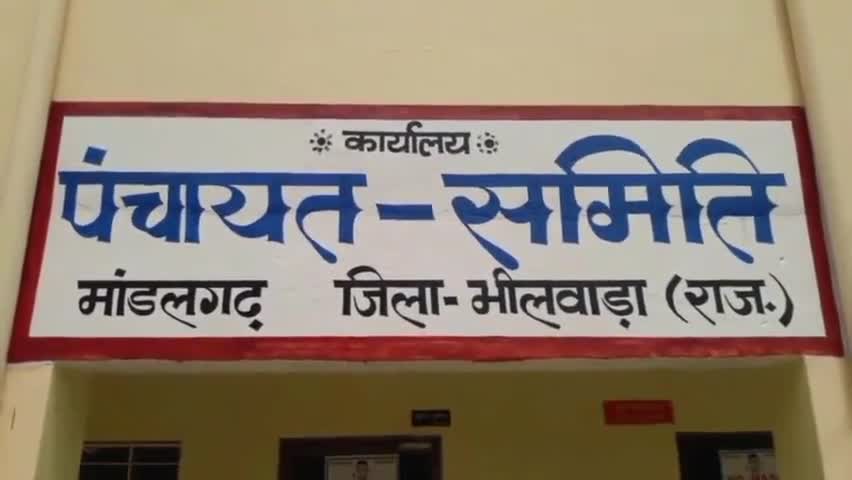 कार्यालय
पंचायत-समिति
मांडलगढ़ जिला-भीलवाड़ा (राज.)